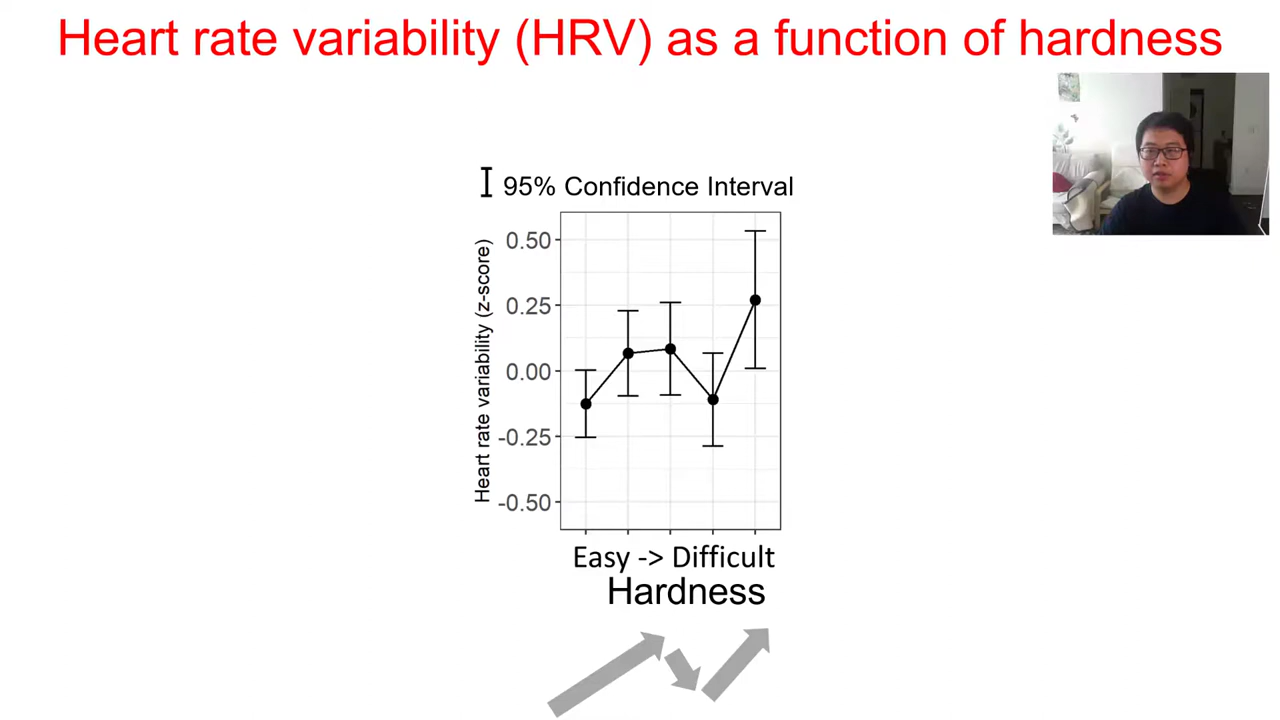 Heart rate variability (HRV) as a function of hardness
95% Confidence Interval
Heart rate variability (z-score)
0.50
0.25
0.00
-0.25
-0.50
Easy -> Difficult
Hardness